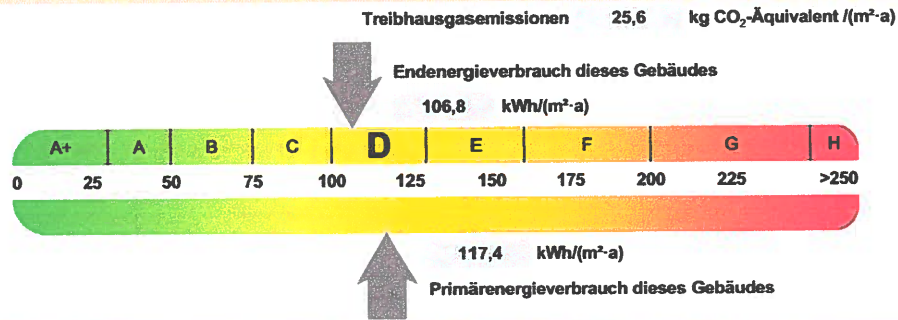 Treibhausgasemissionen 25,6 kg CO₂-Äquivalent /(m²·a)
Endenergieverbrauch dieses Gebäudes
106,8 kWh/(m²·a)
A+ A B C D E F G H
0 25 50 75 100 125 150 175 200 225 >250
117,4 kWh/(m²·a)
Primärenergieverbrauch dieses Gebäudes